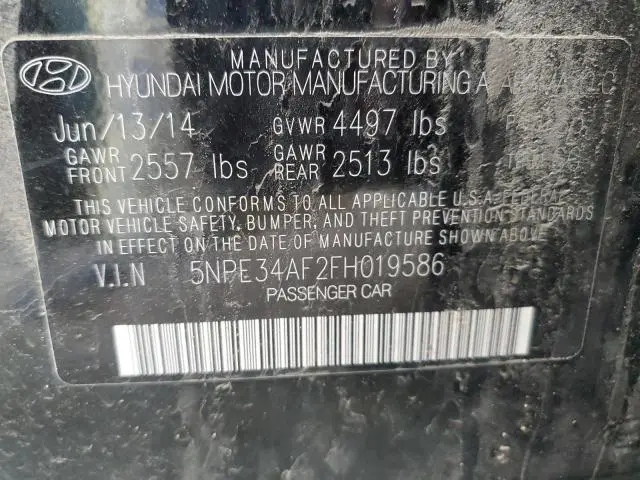 MANUFACTURED BY
HYUNDAI MOTOR MANUFACTURING
Jun/13/14 GVWR 4497 lbs
GAWR FRONT 2557 lbs GAWR REAR 2513 lbs
THIS VEHICLE CONFORMS TO ALL APPLICABLE U.S.A. FEDERAL
MOTOR VEHICLE SAFETY, BUMPER, AND THEFT PREVENTION STANDARDS
IN EFFECT ON THE DATE OF MANUFACTURE SHOWN ABOVE.
V.I.N 5NPE34AF2FH019586
PASSENGER CAR